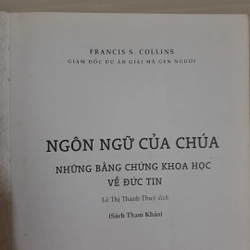 FRANCIS S. COLLINS
GIÁM ĐỐC DỰ ÁN GIẢI MÃ GEN NGƯỜI
NGÔN NGỮ CỦA CHÚA
NHỮNG BẰNG CHỨNG KHOA HỌC
VỀ ĐỨC TIN
Lê Thị Thanh Thuỷ dịch
(Sách Tham Khảo)